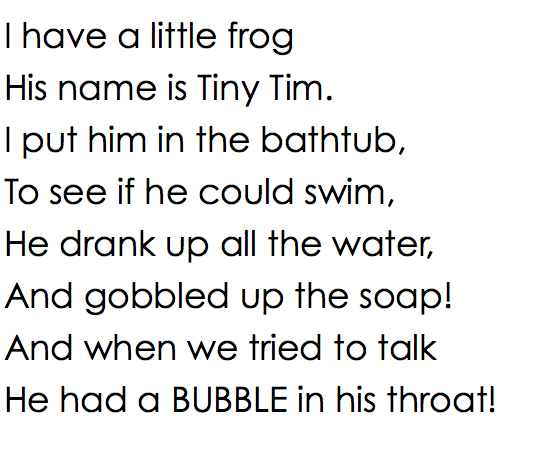 I have a little frog
His name is Tiny Tim.
I put him in the bathtub,
To see if he could swim,
He drank up all the water,
And gobbled up the soap!
And when we tried to talk
He had a BUBBLE in his throat!